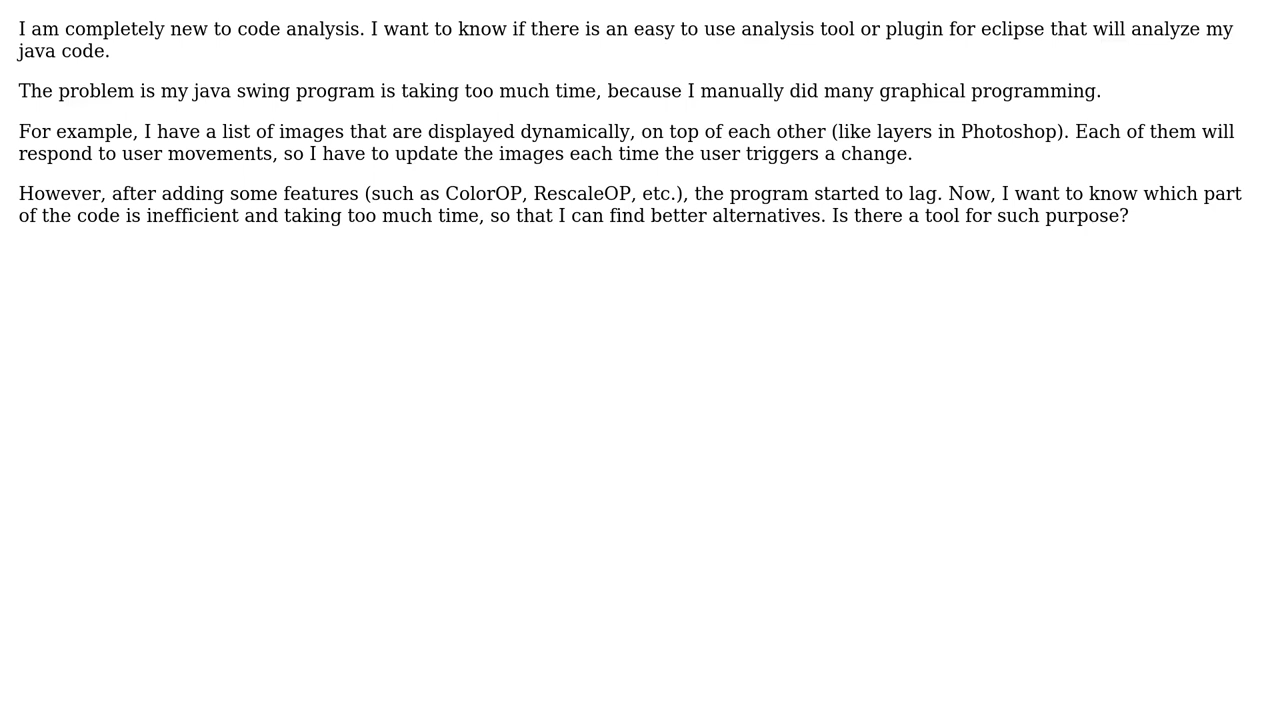 I am completely new to code analysis. I want to know if there is an easy to use analysis tool or plugin for eclipse that will analyze my
java code.
The problem is my java swing program is taking too much time, because I manually did many graphical programming.
For example, I have a list of images that are displayed dynamically, on top of each other (like layers in Photoshop). Each of them will
respond to user movements, so I have to update the images each time the user triggers a change.
However, after adding some features (such as ColorOP, RescaleOP, etc.), the program started to lag. Now, I want to know which part
of the code is inefficient and taking too much time, so that I can find better alternatives. Is there a tool for such purpose?